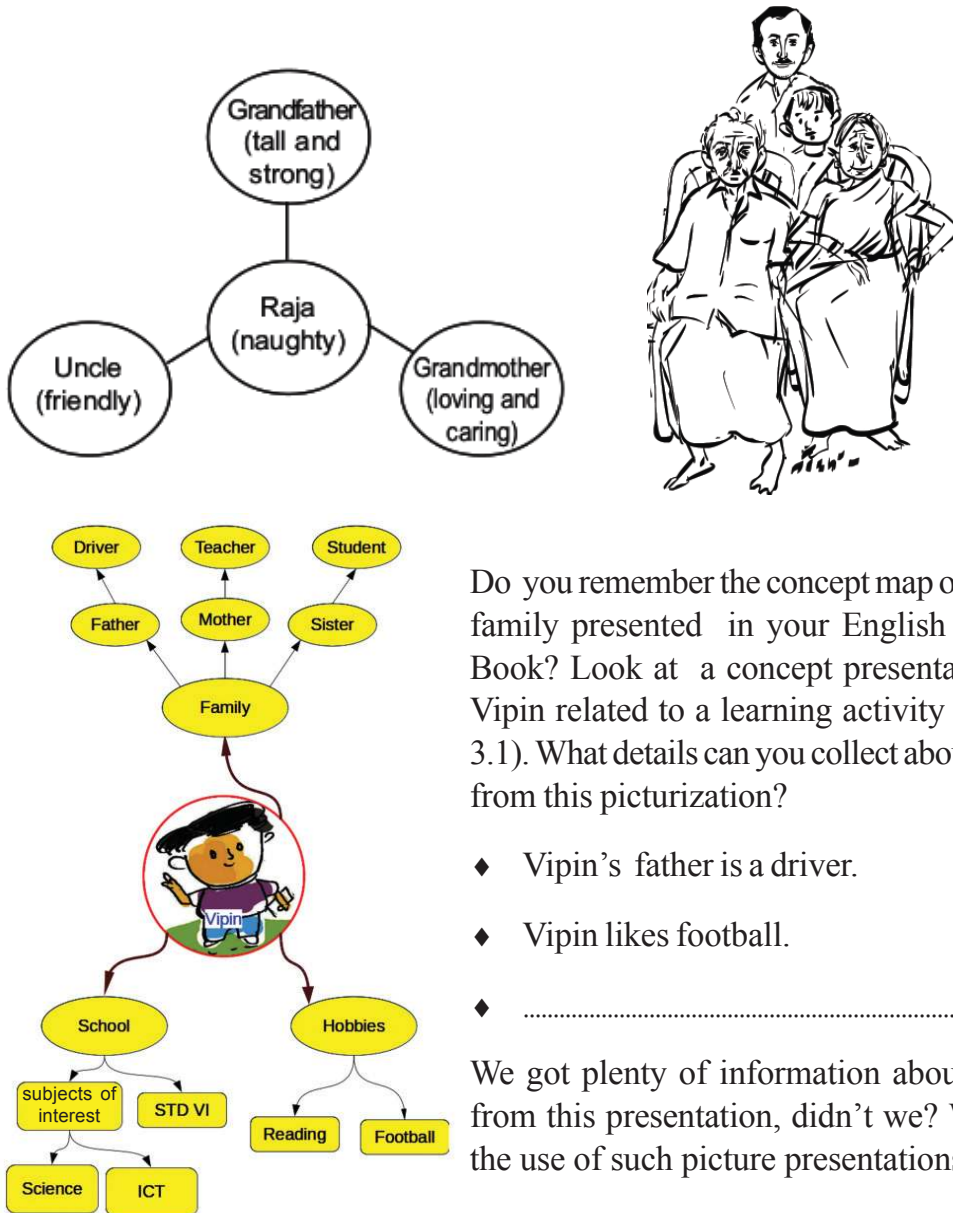 Grandfather
(tall and
strong)
Raja
(naughty)
Uncle
(friendly)
Grandmother
(loving and
caring)
Driver
Teacher
Student
Father
Mother
Sister
Family
Vipin
School
Hobbies
subjects of
interest
STD VI
Reading
Football
Science
ICT
Do you remember the concept map o
family presented in your English
Book? Look at a concept presenta
Vipin related to a learning activity
3.1). What details can you collect abou
from this picturization?
♦ Vipin's father is a driver.
♦ Vipin likes football.
♦ ..........................................................................
We got plenty of information abou
from this presentation, didn't we? W
the use of such picture presentations